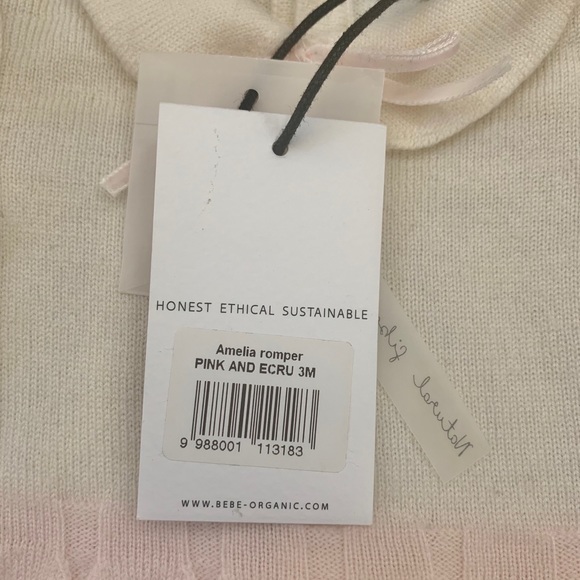 HONEST ETHICAL SUSTAINABLE
Amelia romper
PINK AND ECRU 3M
9 988001 113183
WWW.BEBE-ORGANIC.COM
Natural